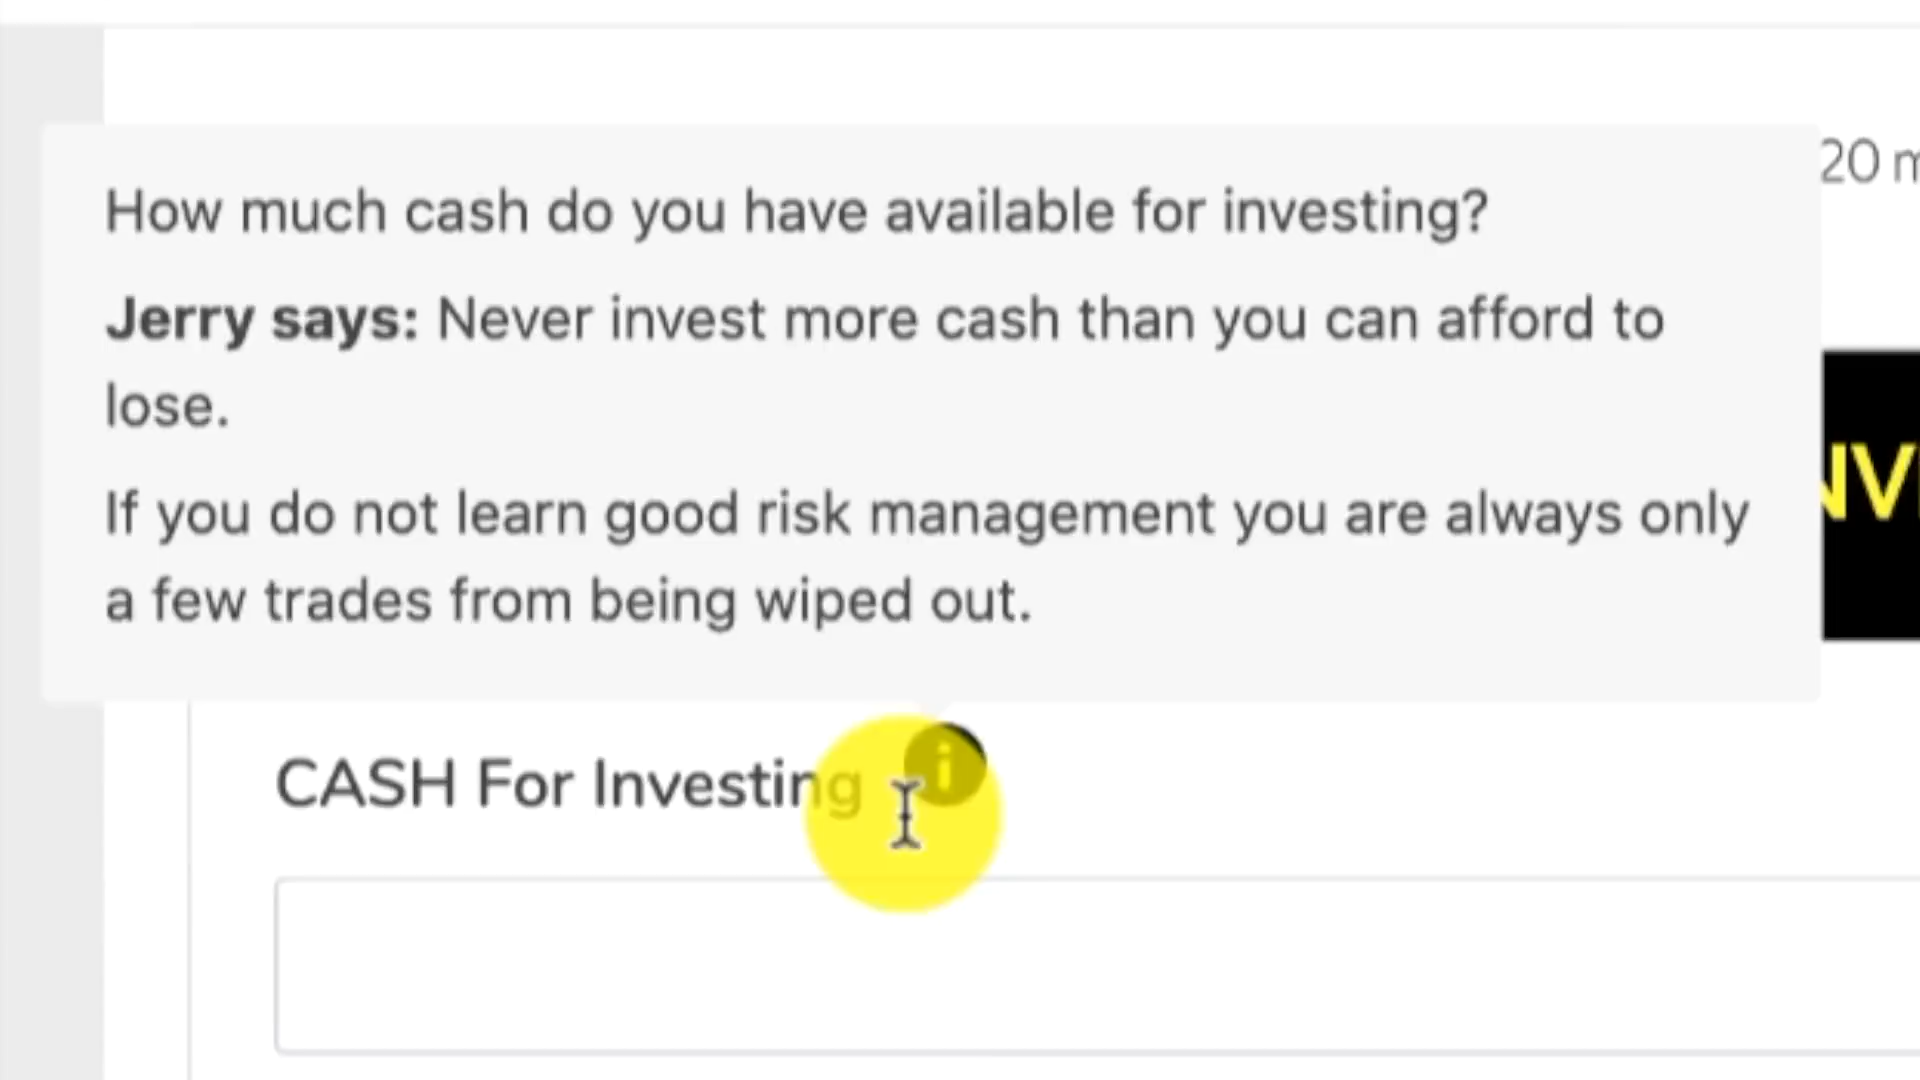 20
How much cash do you have available for investing?
Jerry says: Never invest more cash than you can afford to
lose.
If you do not learn good risk management you are always only
a few trades from being wiped out.
CASH For Investing i